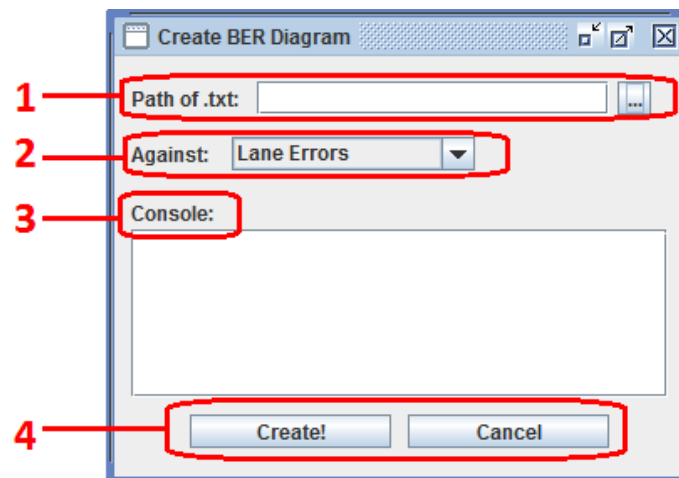 Create BER Diagram
1 Path of .txt: ...
2 Against: Lane Errors
3 Console:
4 Create! Cancel